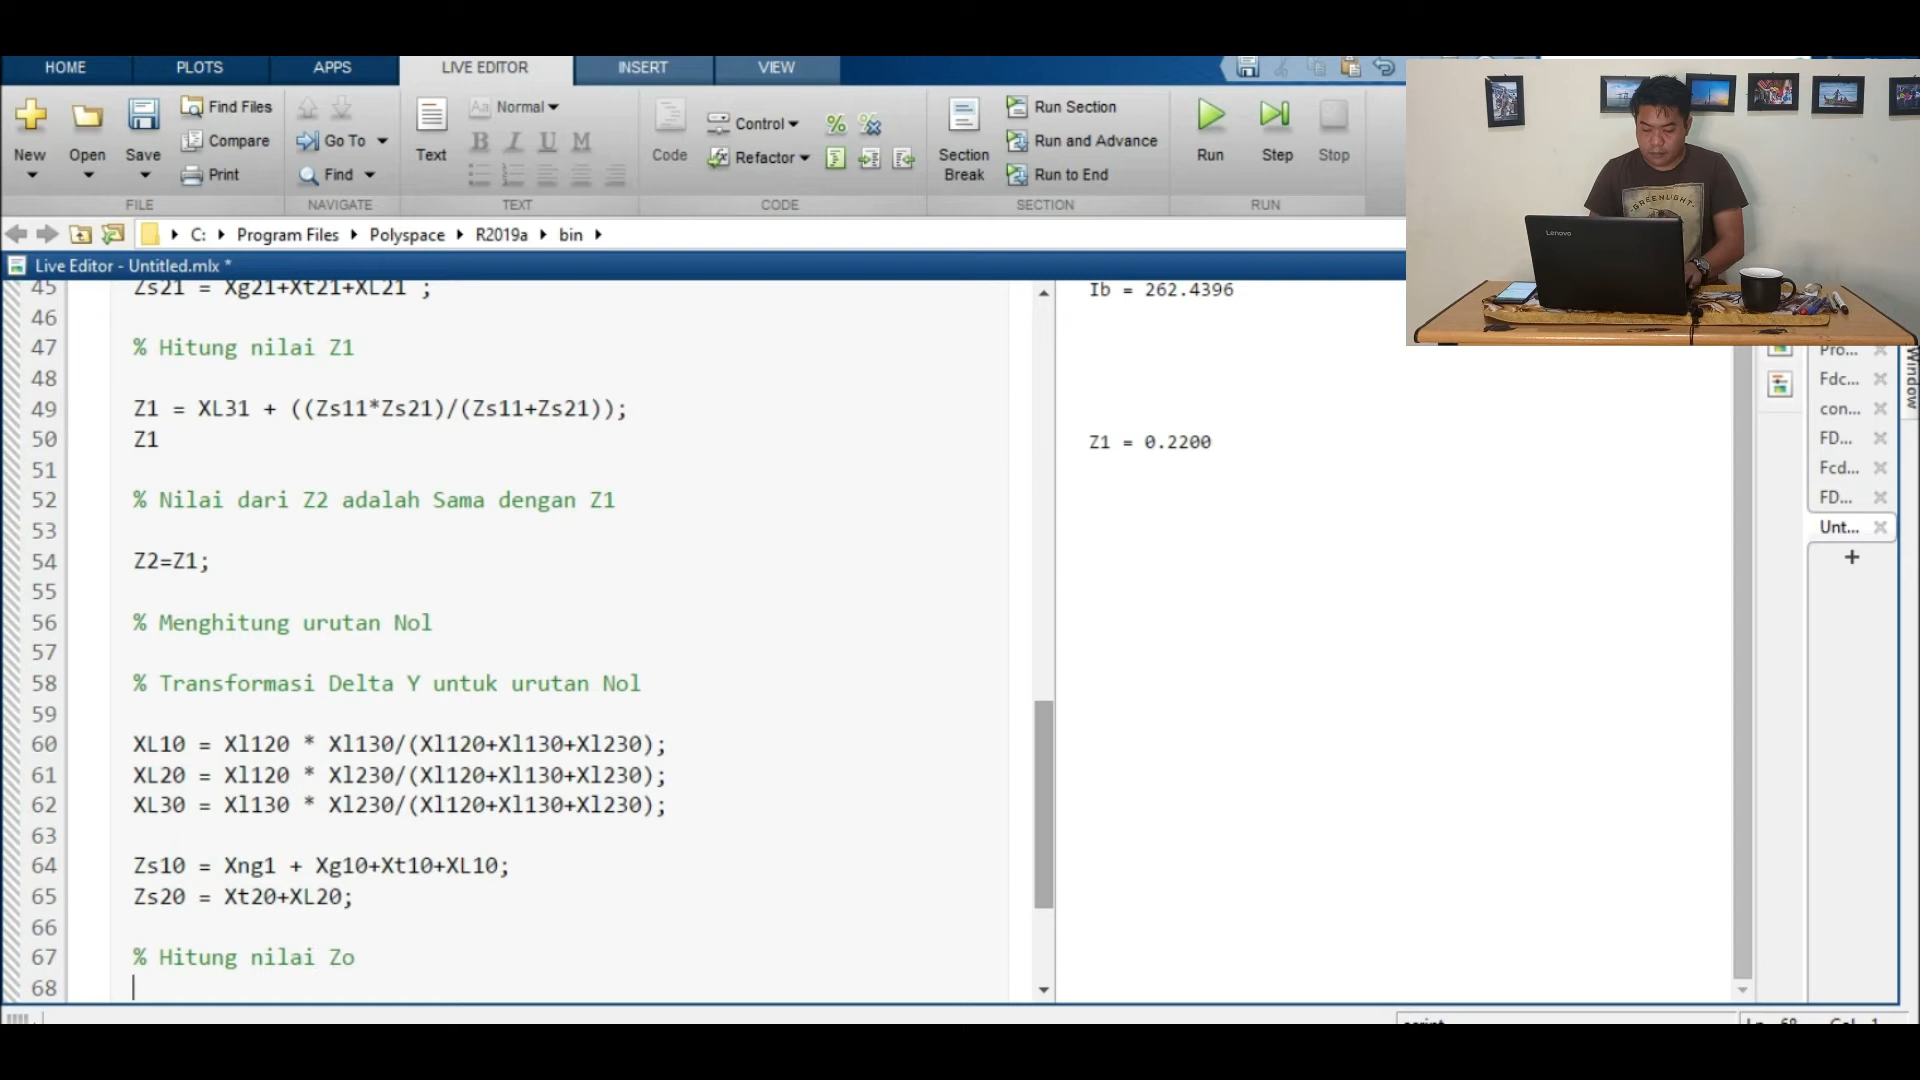 HOME PLOTS APPS LIVE EDITOR INSERT VIEW
New
Open
Save
Find Files
Compare
Print
FILE
Go To
Find
NAVIGATE
Text
Aa Normal
B I U M
TEXT
Code
Control
Refactor
CODE
Section
Break
Run Section
Run and Advance
Run to End
SECTION
Run
Step
Stop
RUN
C: Program Files Polyspace R2019a bin
Live Editor - Untitled.mlx *
45 Zs21 = Xg21+Xt21+XL21 ;
46
47 % Hitung nilai Z1
48
49 Z1 = XL31 + ((Zs11*Zs21)/(Zs11+Zs21));
50 Z1
51
52 % Nilai dari Z2 adalah Sama dengan Z1
53
54 Z2=Z1;
55
56 % Menghitung urutan Nol
57
58 % Transformasi Delta Y untuk urutan Nol
59
60 XL10 = Xl120 * Xl130/(Xl120+Xl130+Xl230);
61 XL20 = Xl120 * Xl230/(Xl120+Xl130+Xl230);
62 XL30 = Xl130 * Xl230/(Xl120+Xl130+Xl230);
63
64 Zs10 = Xng1 + Xg10+Xt10+XL10;
65 Zs20 = Xt20+XL20;
66
67 % Hitung nilai Zo
68
Ib = 262.4396
Z1 = 0.2200
GREENLIGHT
Lenovo
Pro...
Fdc...
con...
FD...
Fcd...
FD...
Unt...
+
Window